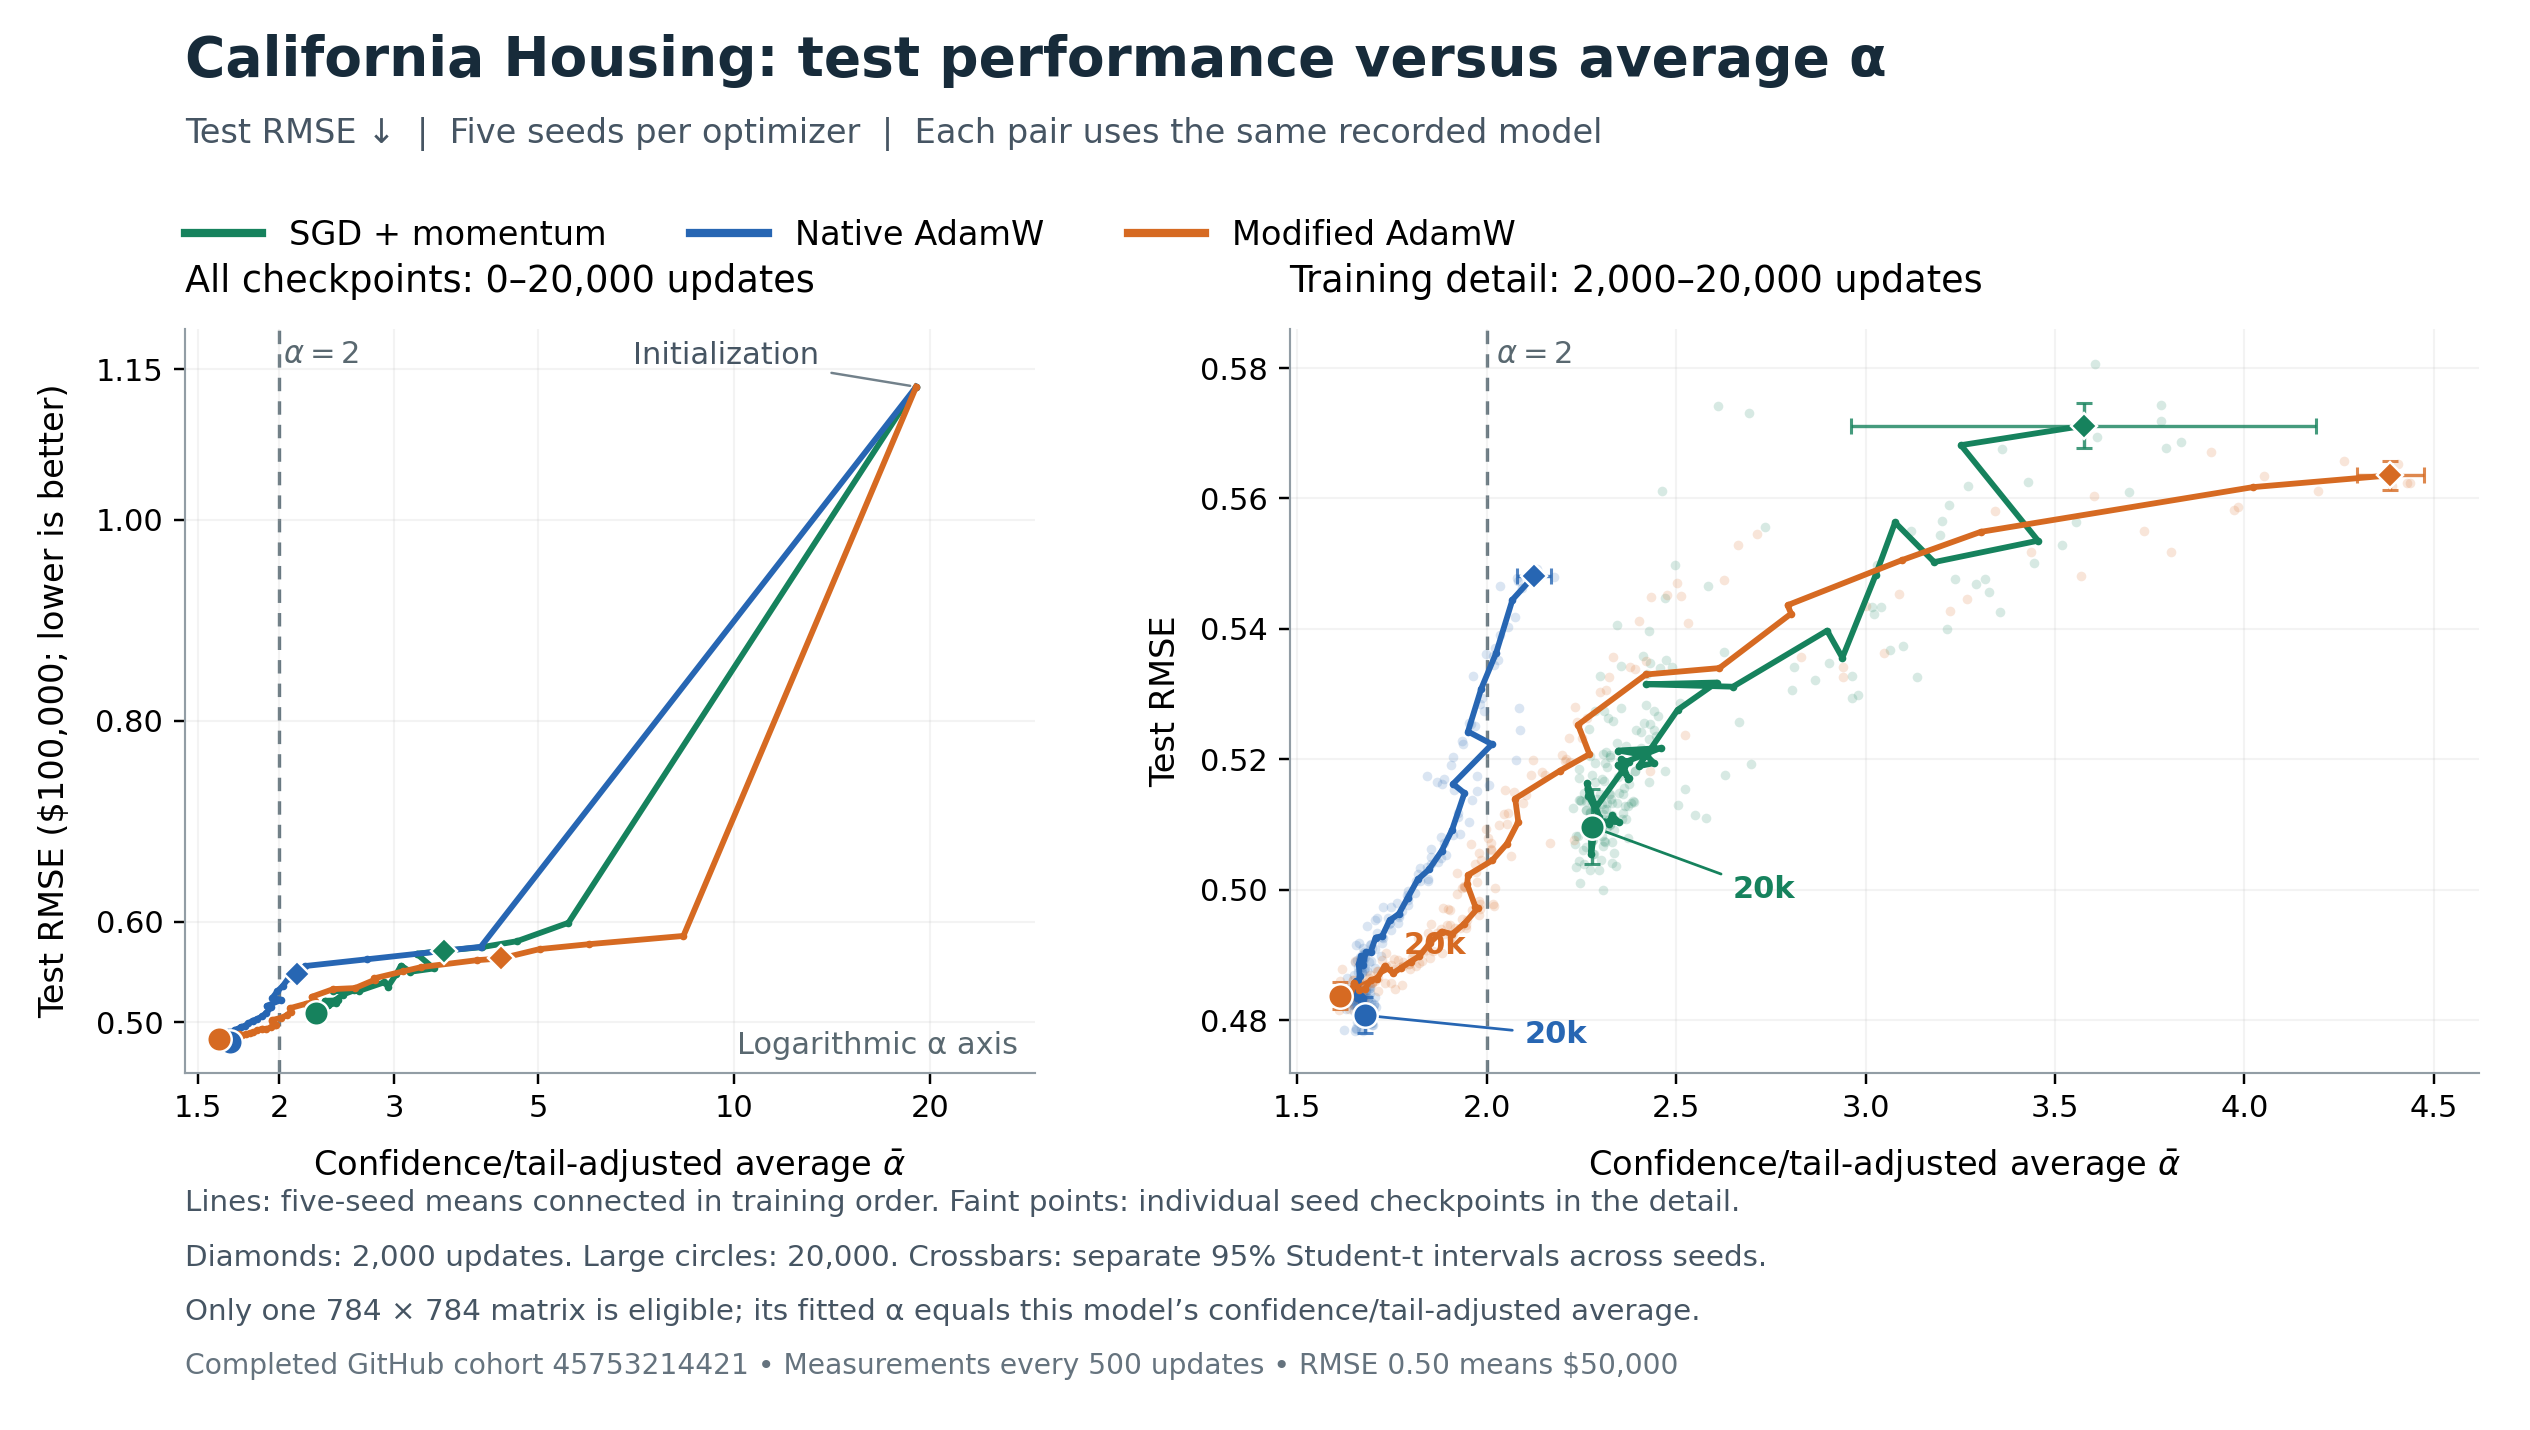 California Housing: test performance versus average α
Test RMSE ↓ | Five seeds per optimizer | Each pair uses the same recorded model
SGD + momentum
Native AdamW
Modified AdamW
All checkpoints: 0–20,000 updates
α = 2
Initialization
1.15
1.00
0.80
0.60
0.50
Test RMSE ($100,000; lower is better)
Logarithmic α axis
1.5 2 3 5 10 20
Confidence/tail-adjusted average ᾱ
Training detail: 2,000–20,000 updates
α = 2
0.58
0.56
0.54
0.52
0.50
0.48
Test RMSE
20k
20k
20k
1.5 2.0 2.5 3.0 3.5 4.0 4.5
Confidence/tail-adjusted average ᾱ
Lines: five-seed means connected in training order. Faint points: individual seed checkpoints in the detail.
Diamonds: 2,000 updates. Large circles: 20,000. Crossbars: separate 95% Student-t intervals across seeds.
Only one 784 × 784 matrix is eligible; its fitted α equals this model’s confidence/tail-adjusted average.
Completed GitHub cohort 45753214421 • Measurements every 500 updates • RMSE 0.50 means $50,000